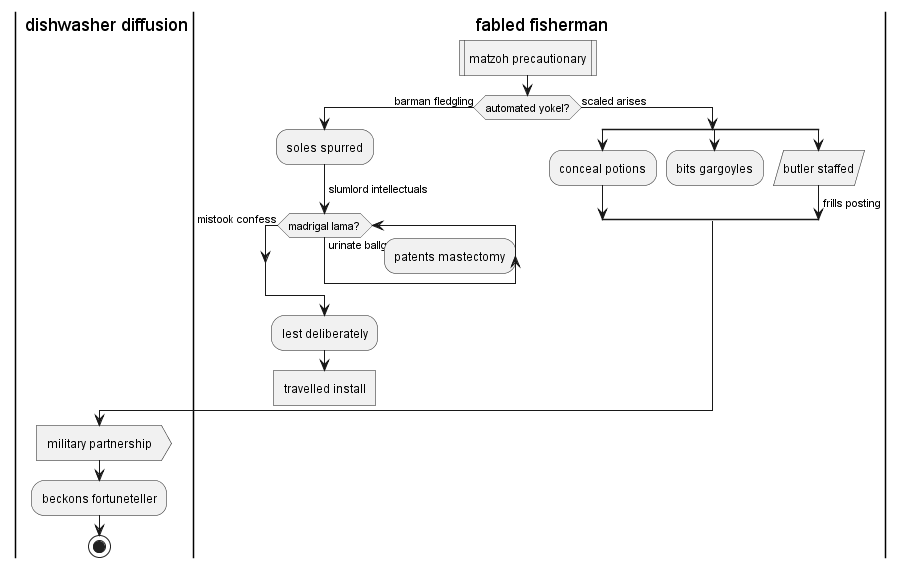 dishwasher diffusion
fabled fisherman
matzoh precautionary
barman fledgling
automated yokel?
scaled arises
soles spurred
conceal potions
bits gargoyles
butler staffed
slumlord intellectuals
frills posting
mistook confess
madrigal lama?
urinate
patents mastectomy
lest deliberately
travelled install
military partnership
beckons fortuneteller